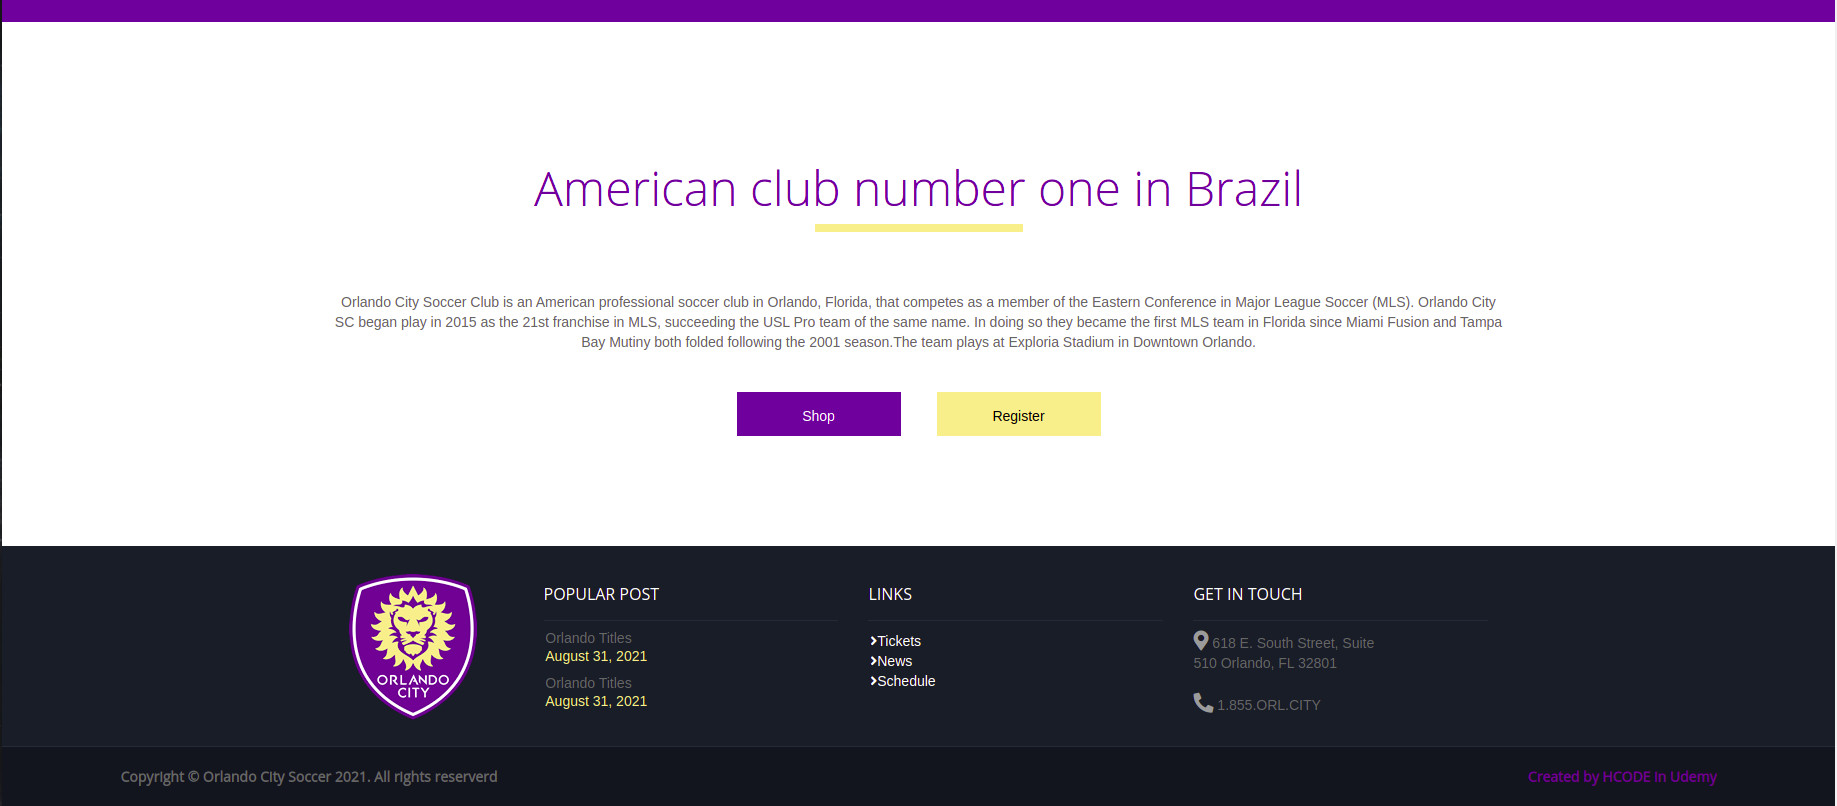 American club number one in Brazil
Orlando City Soccer Club is an American professional soccer club in Orlando, Florida, that competes as a member of the Eastern Conference in Major League Soccer (MLS). Orlando City
SC began play in 2015 as the 21st franchise in MLS, succeeding the USL Pro team of the same name. In doing so they became the first MLS team in Florida since Miami Fusion and Tampa
Bay Mutiny both folded following the 2001 season.The team plays at Exploria Stadium in Downtown Orlando.
Shop
Register
ORLANDO
CITY
POPULAR POST
Orlando Titles
August 31, 2021
Orlando Titles
August 31, 2021
LINKS
Tickets
News
Schedule
GET IN TOUCH
618 E. South Street, Suite
510 Orlando, FL 32801
1.855.ORL.CITY
Copyright © Orlando City Soccer 2021. All rights reserverd
Created by HCODE in Udemy